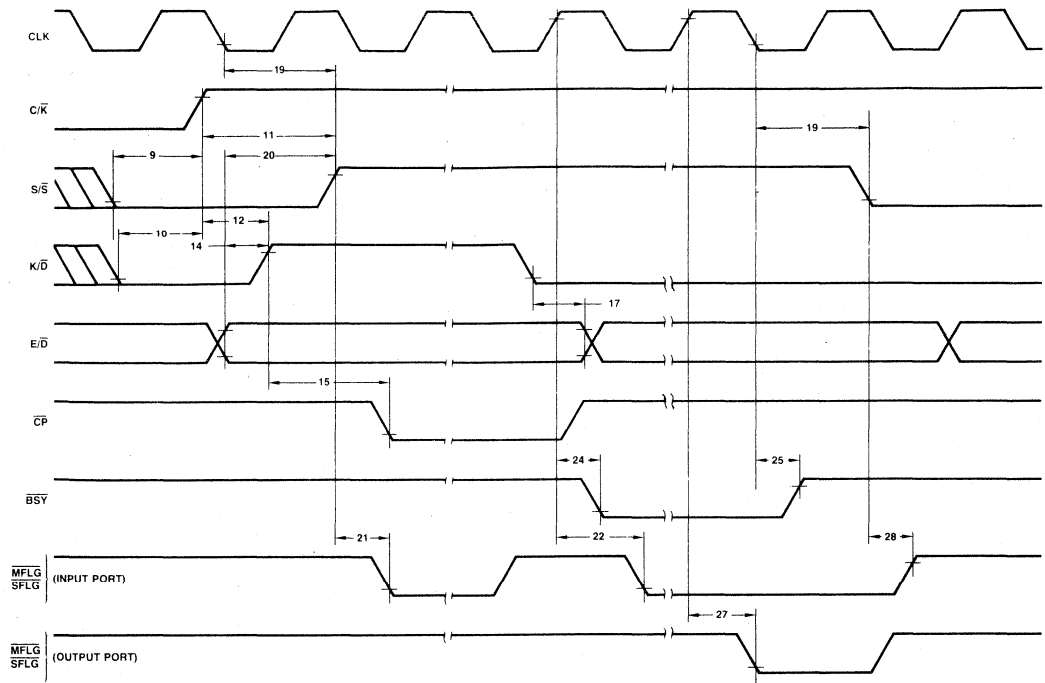 CLK
19
C/K̅
11
19
9
20
S/S̅
12
10
14
K/D̅
17
E/D̅
15
C̅P̅
24
25
B̅S̅Y̅
21
22
28
M̅F̅L̅G̅
S̅F̅L̅G̅ (INPUT PORT)
27
M̅F̅L̅G̅
S̅F̅L̅G̅ (OUTPUT PORT)